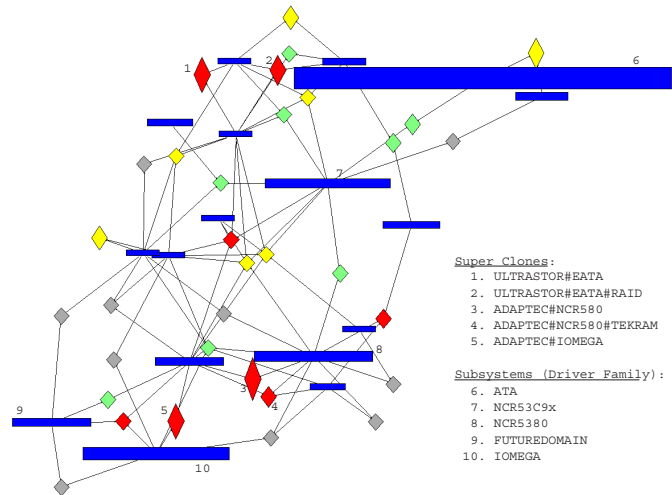 6
2
1
7
Super Clones:
1. ULTRASTOR#EATA
2. ULTRASTOR#EATA#RAID
3. ADAPTEC#NCR580
4. ADAPTEC#NCR580#TEKRAM
5. ADAPTEC#IOMEGA
8
Subsystems (Driver Family):
3
6. ATA
4
7. NCR53C9x
9
5
8. NCR5380
9. FUTUREDOMAIN
10. IOMEGA
10